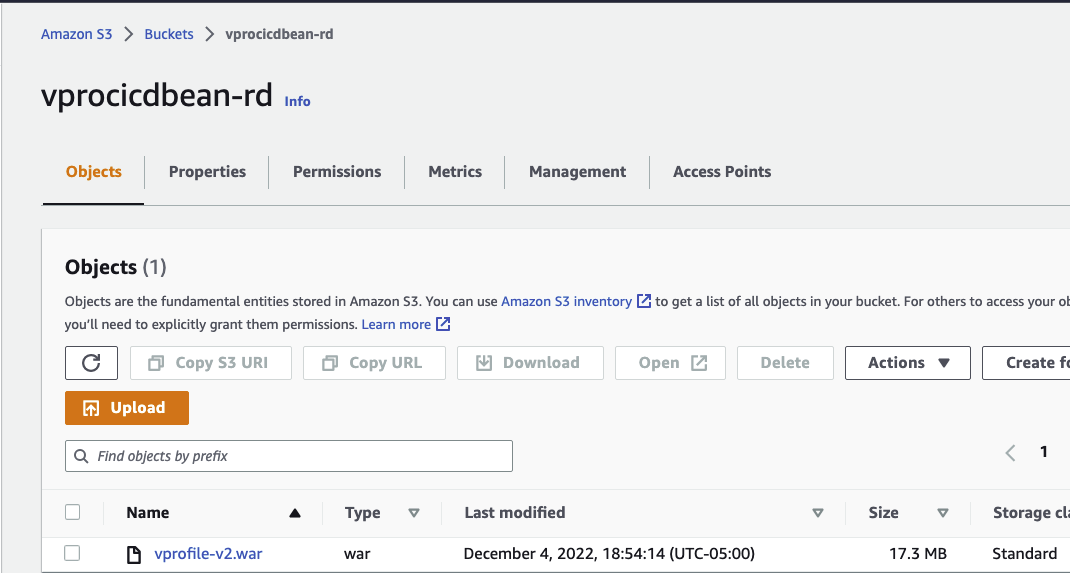 Amazon S3 > Buckets > vprocicdbean-rd
vprocicdbean-rd Info
Objects Properties Permissions Metrics Management Access Points
Objects (1)
Objects are the fundamental entities stored in Amazon S3. You can use Amazon S3 inventory to get a list of all objects in your bucket. For others to access your
you'll need to explicitly grant them permissions. Learn more
Copy S3 URI Copy URL Download Open Delete Actions Create
Upload
Find objects by prefix
1
Name Type Last modified Size Storage
vprofile-v2.war war December 4, 2022, 18:54:14 (UTC-05:00) 17.3 MB Standard